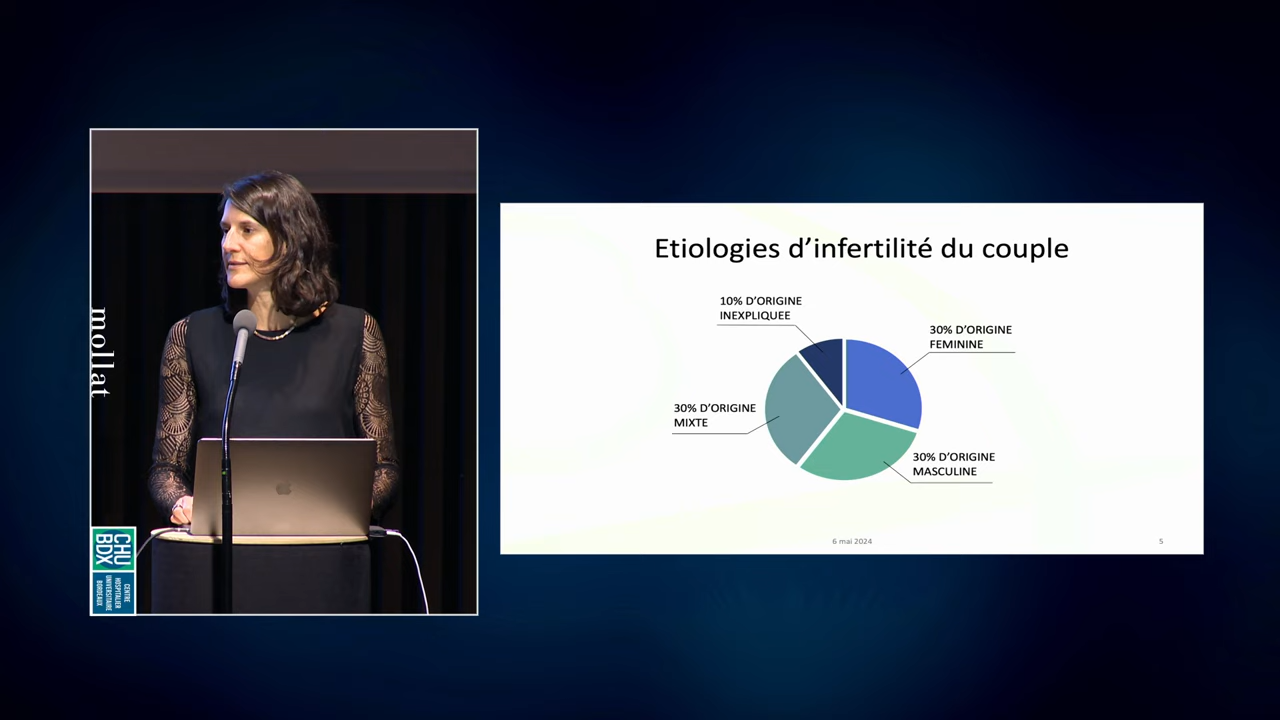 mollat
CHU
BDX
CENTRE
HOSPITALIER
UNIVERSITAIRE
BORDEAUX
Etiologies d’infertilité du couple
10% D’ORIGINE
INEXPLIQUEE
30% D’ORIGINE
FEMININE
30% D’ORIGINE
MIXTE
30% D’ORIGINE
MASCULINE
6 mai 2024
5